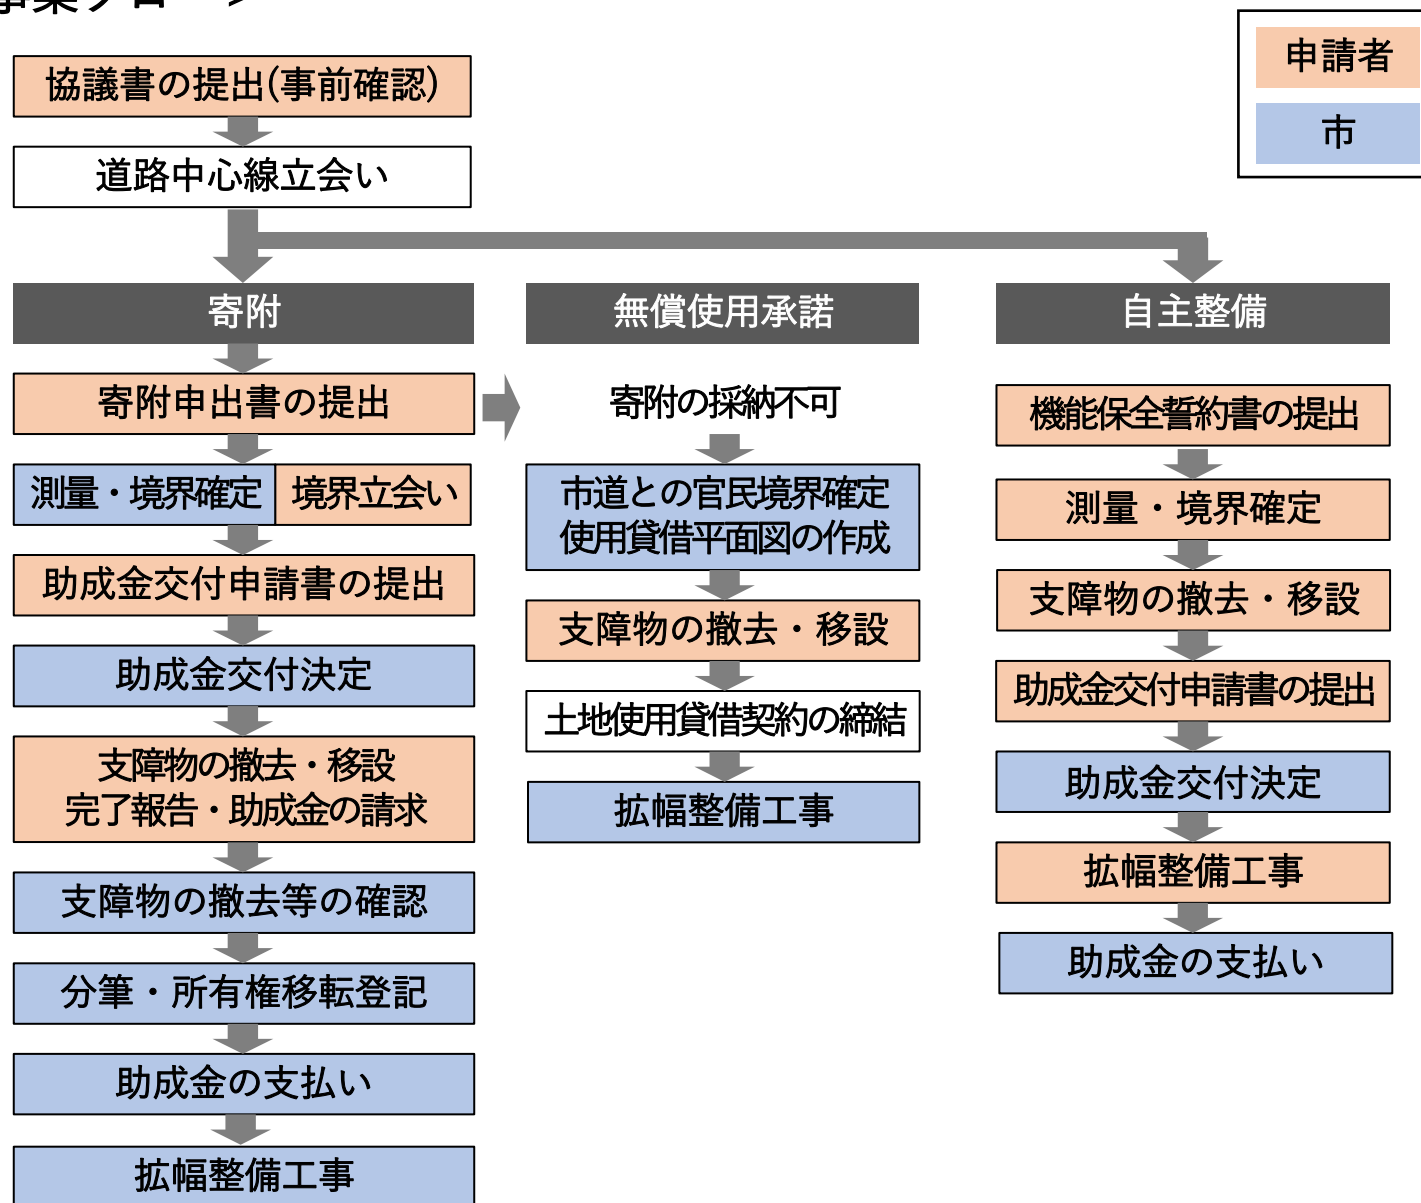 事業フロー＞
申請者
市
協議書の提出(事前確認)
道路中心線立会い
寄附
寄附申出書の提出
測量・境界確定
境界立会い
助成金交付申請書の提出
助成金交付決定
支障物の撤去・移設
完了報告・助成金の請求
支障物の撤去等の確認
分筆・所有権移転登記
助成金の支払い
拡幅整備工事
無償使用承諾
寄附の採納不可
市道との官民境界確定
使用貸借平面図の作成
支障物の撤去・移設
土地使用貸借契約の締結
拡幅整備工事
自主整備
機能保全誓約書の提出
測量・境界確定
支障物の撤去・移設
助成金交付申請書の提出
助成金交付決定
拡幅整備工事
助成金の支払い